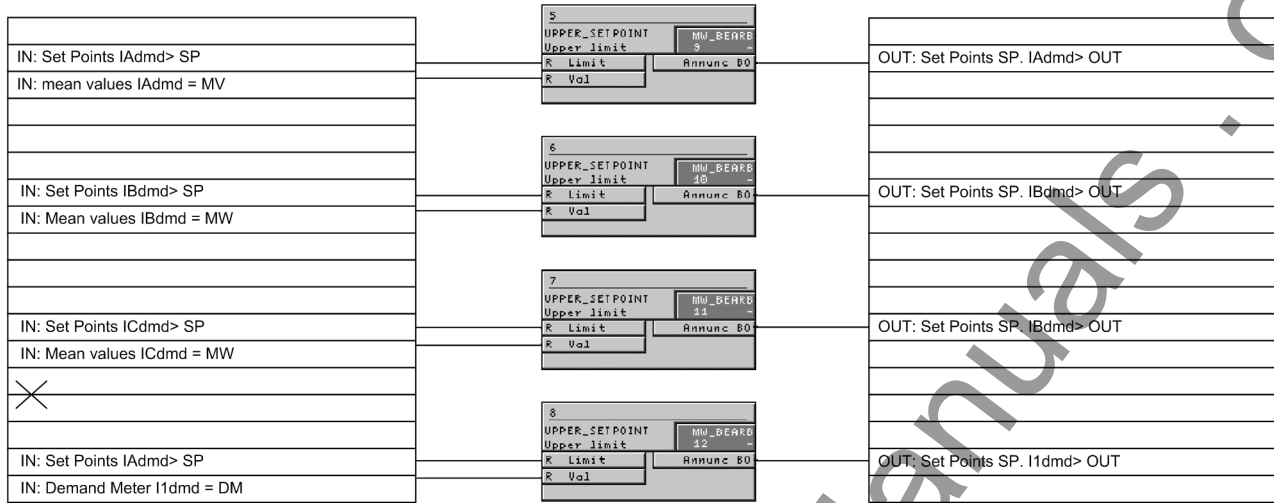 5
UPPER_SETPOINT MW_BEARB
Upper limit 9 -
IN: Set Points IAdmd> SP R Limit Annunc BO OUT: Set Points SP. IAdmd> OUT
IN: mean values IAdmd = MV R Val
6
UPPER_SETPOINT MW_BEARB
Upper limit 10 -
IN: Set Points IBdmd> SP R Limit Annunc BO OUT: Set Points SP. IBdmd> OUT
IN: Mean values IBdmd = MW R Val
7
UPPER_SETPOINT MW_BEARB
Upper limit 11 -
IN: Set Points ICdmd> SP R Limit Annunc BO OUT: Set Points SP. IBdmd> OUT
IN: Mean values ICdmd = MW R Val
8
UPPER_SETPOINT MW_BEARB
Upper limit 12 -
IN: Set Points IAdmd> SP R Limit Annunc BO OUT: Set Points SP. I1dmd> OUT
IN: Demand Meter I1dmd = DM R Val
anuals .